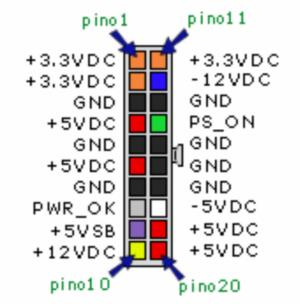 pino1 pino11
+3.3VDC +3.3VDC
+3.3VDC -12VDC
GND GND
+5VDC PS_ON
GND GND
+5VDC GND
GND GND
PWR_OK -5VDC
+5VSB +5VDC
+12VDC +5VDC
pino10 pino20